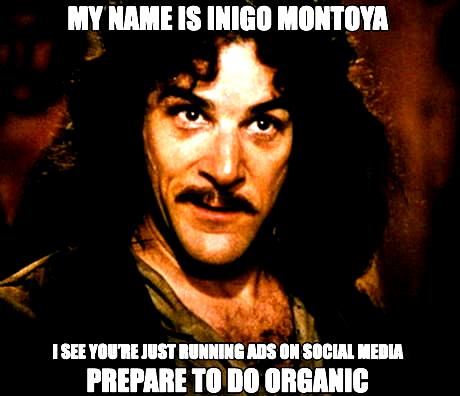 MY NAME IS INIGO MONTOYA
I SEE YOU'RE JUST RUNNING ADS ON SOCIAL MEDIA
PREPARE TO DO ORGANIC